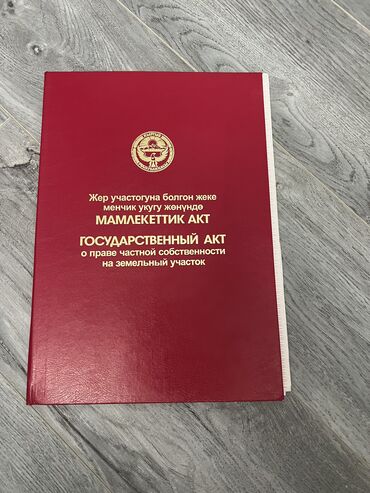 Жер участогуна болгон жеке
менчик укугу жөнүндө
МАМЛЕКЕТТИК АКТ
ГОСУДАРСТВЕННЫЙ АКТ
о праве частной собственности
на земельный участок